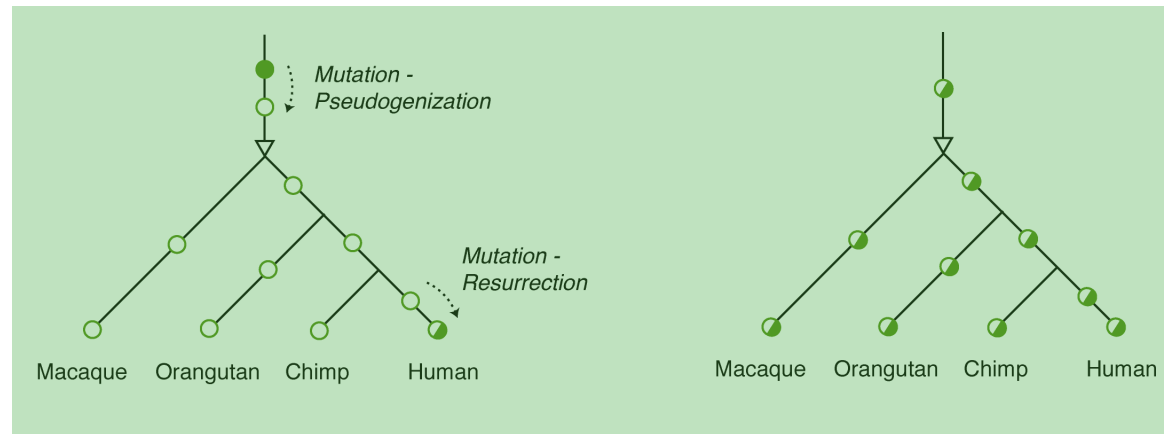 Mutation -
Pseudogenization
Mutation -
Resurrection
Macaque Orangutan Chimp Human
Macaque Orangutan Chimp Human